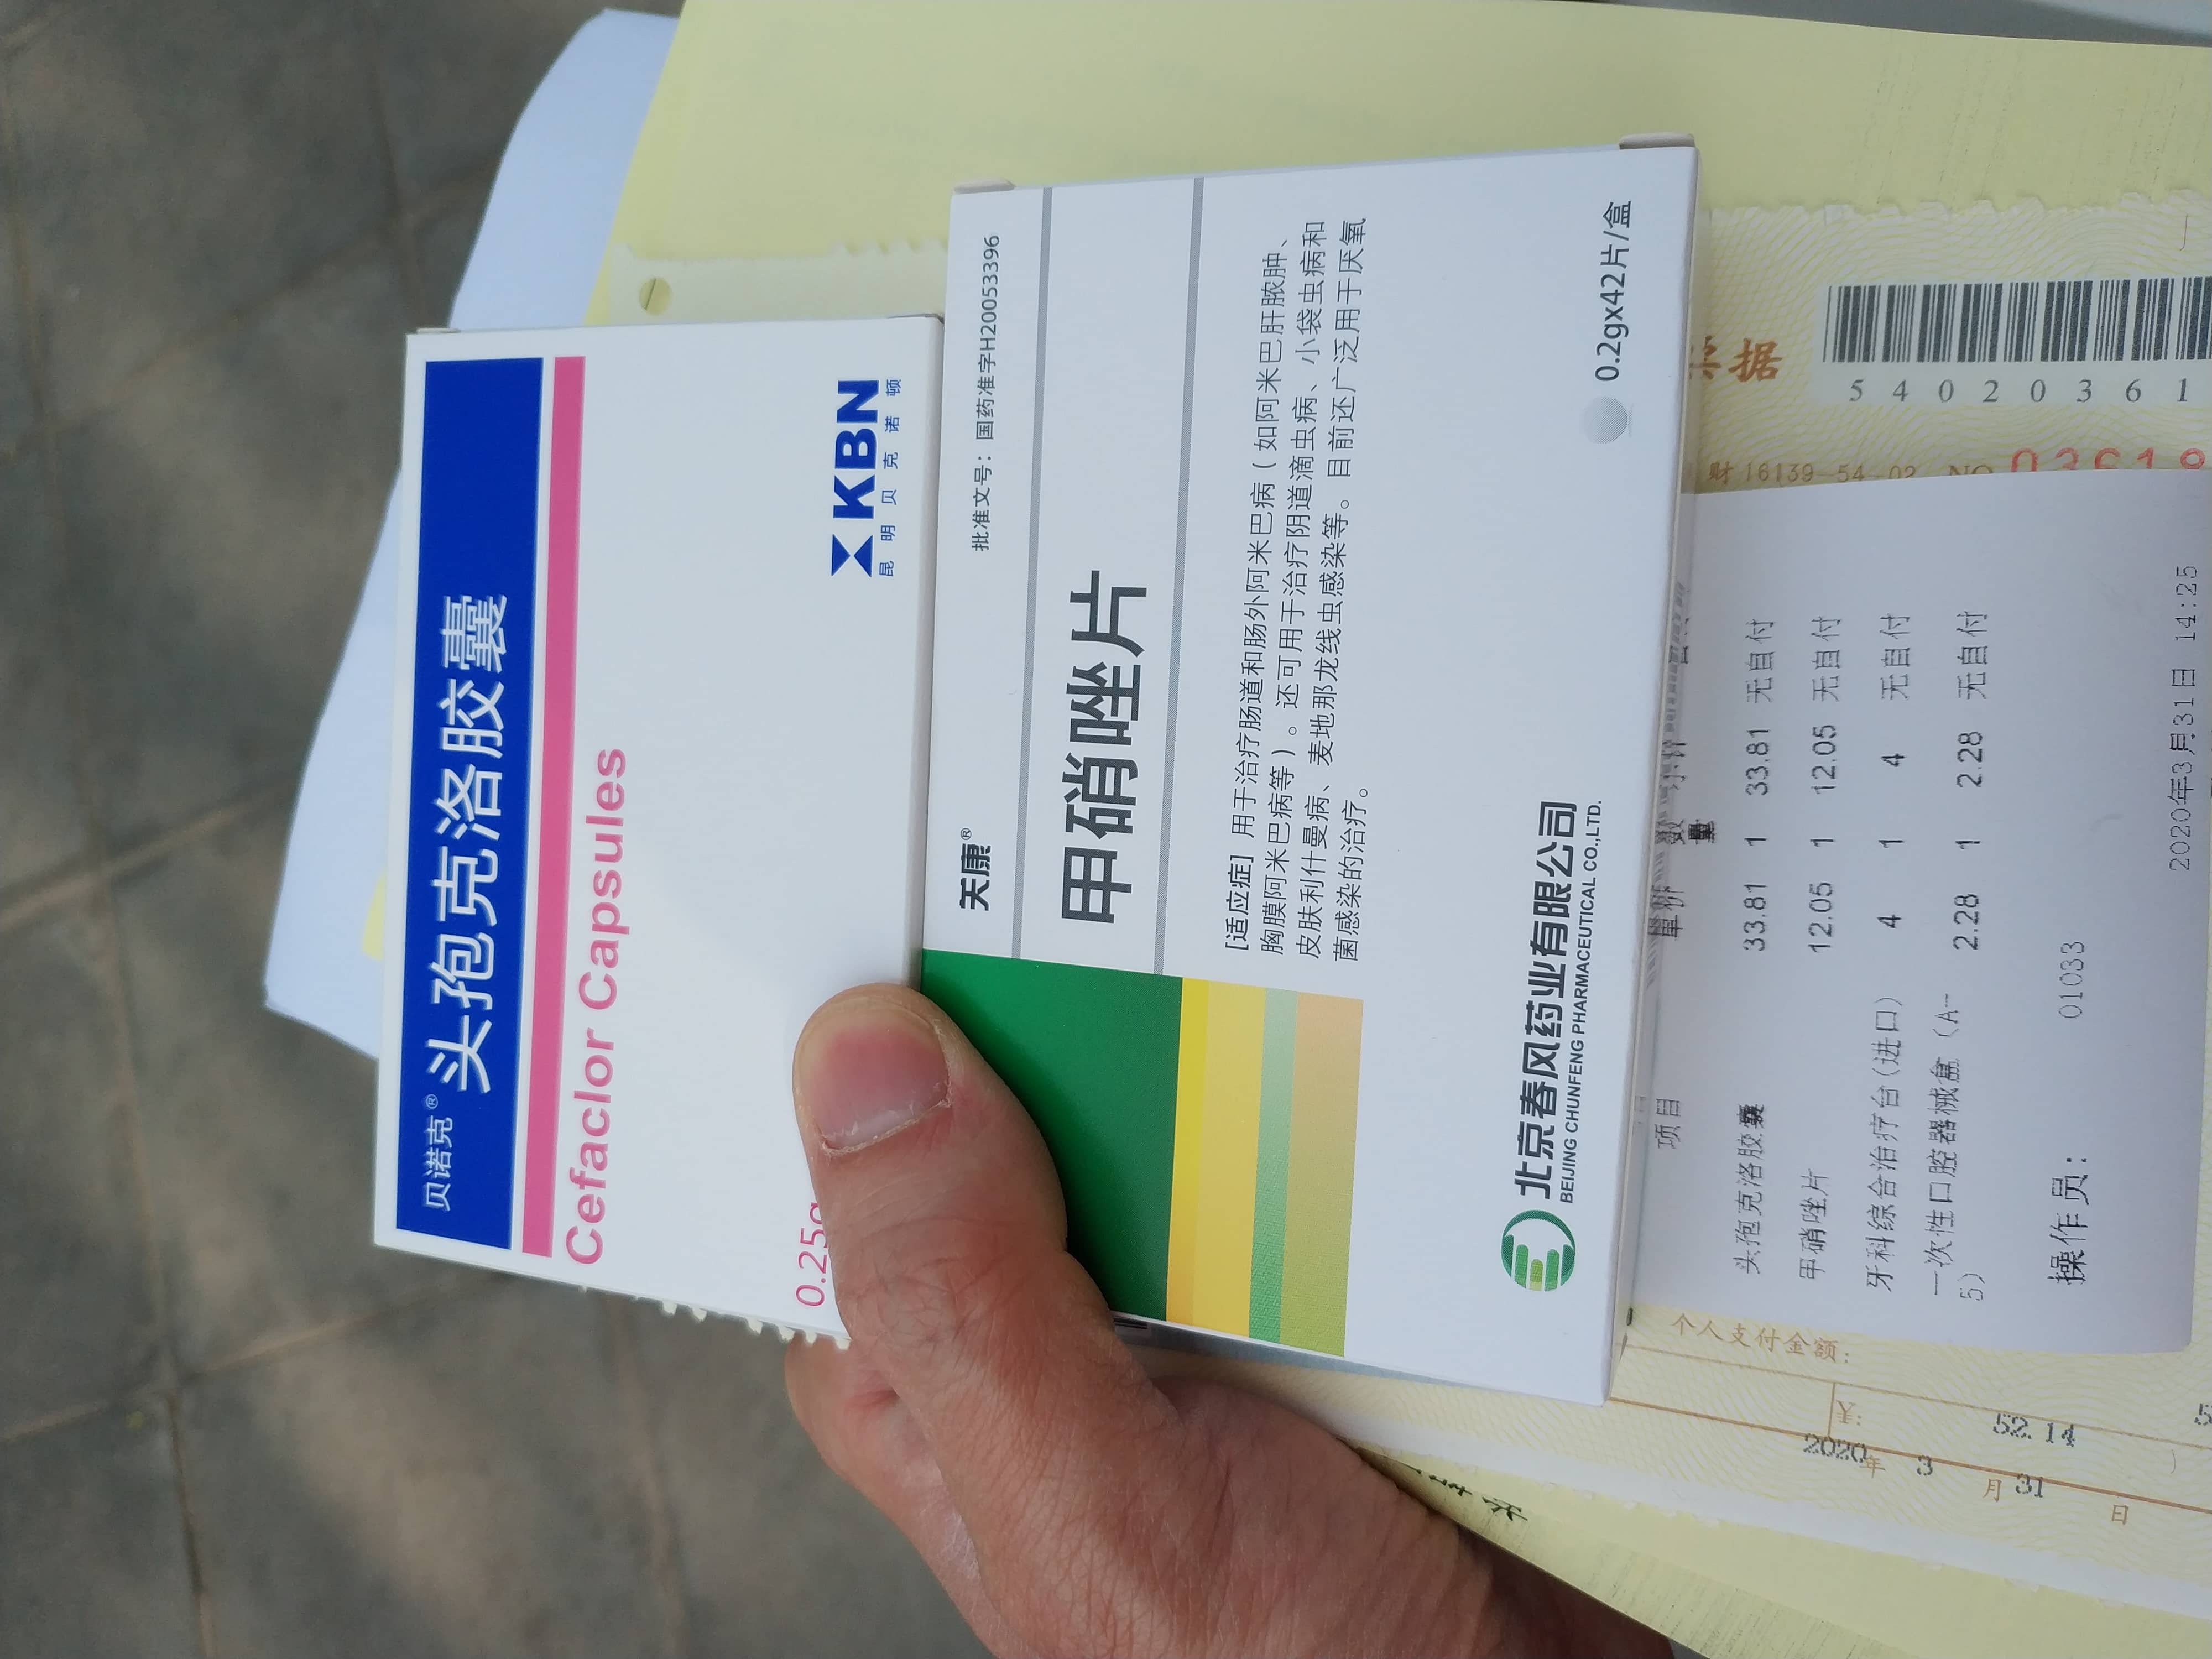 贝诺克® 头孢克洛胶囊
Cefaclor Capsules
0.25g
KBN
昆明贝克诺顿
关康®
批准文号：国药准字H20053396
甲硝唑片
[适应症] 用于治疗肠道和肠外阿米巴病（如阿米巴肝脓肿、
胸膜阿米巴病等）。还可用于治疗阴道滴虫病、小袋虫病和
皮肤利什曼病、麦地那龙线虫感染等。目前还广泛用于厌氧
菌感染的治疗。
北京春风药业有限公司
BEIJING CHUNFENG PHARMACEUTICAL CO.,LTD.
0.2gx42片/盒
项目 单价 数量 小计
头孢克洛胶囊 33.81 1 33.81 无自付
甲硝唑片 12.05 1 12.05 无自付
牙科综合治疗台(进口) 4 1 4 无自付
一次性口腔器械盒（A-
5） 2.28 1 2.28 无自付
操作员： 01033
2020年3月31日 14:25
个人支付金额：
¥:
2020年 3月31日
52.14
据
5402036 1